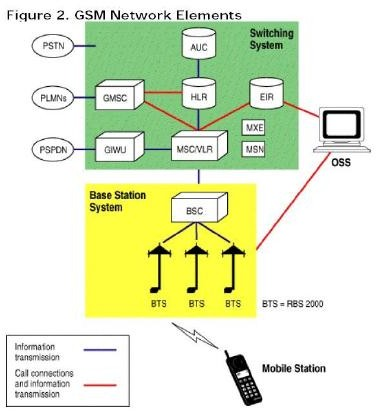 Figure 2. GSM Network Elements
Switching
System
PSTN
AUC
PLMNs
GMSC
HLR
EIR
MXE
PSPDN
GIWU
MSC/VLR
MSN
OSS
Base Station
System
BSC
BTS
BTS
BTS
BTS = RBS 2000
Information
transmission
Call connections
and information
transmission
Mobile Station